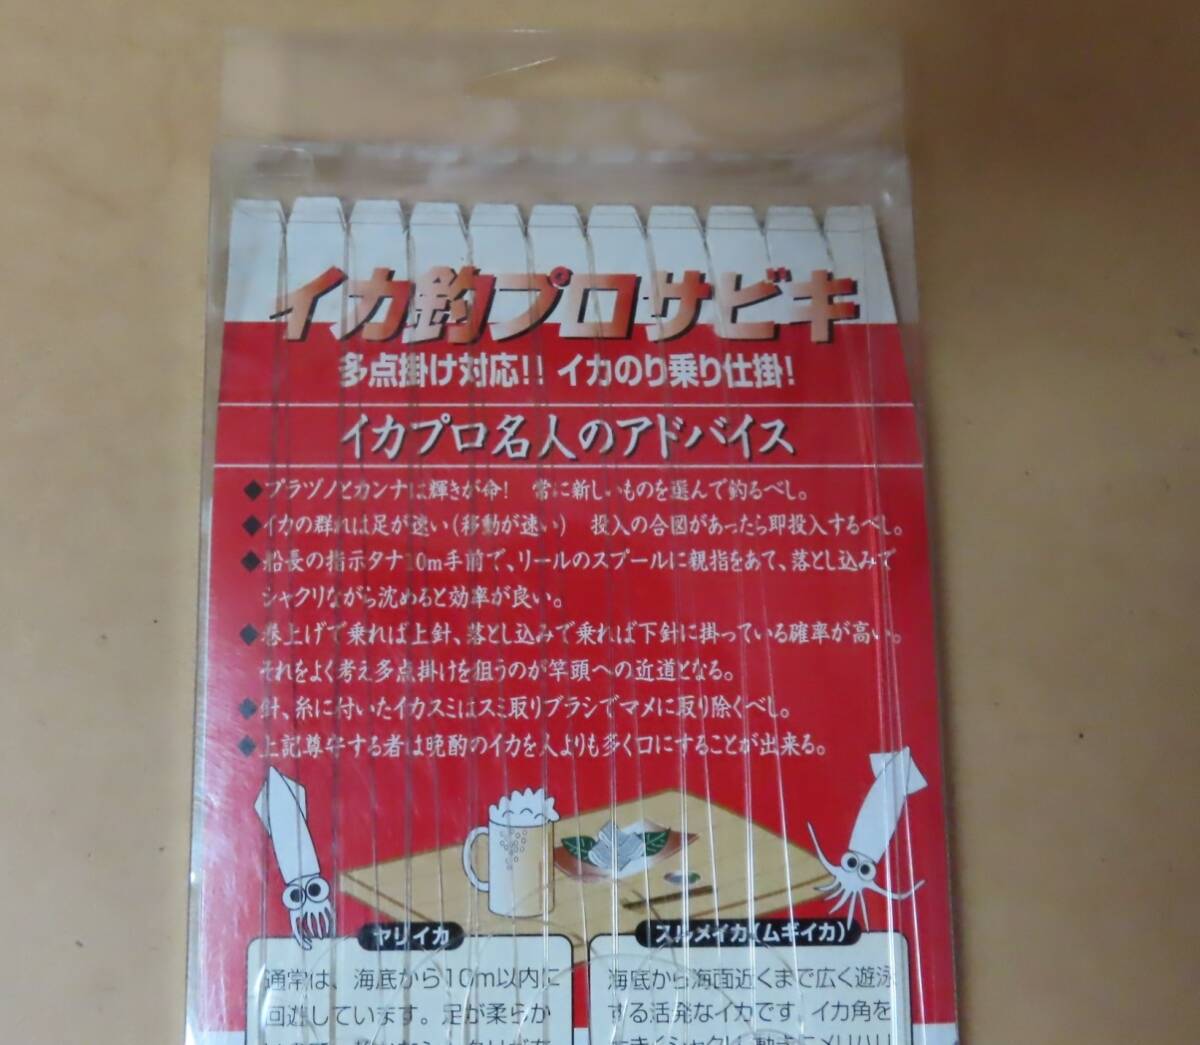 イカ釣プロサビキ
多点掛け対応!! イカのり乗り仕掛!
イカプロ名人のアドバイス
◆プラヅノとカンナは輝きが命! 常に新しいものを選んで釣るべし。
◆イカの群れは足が速い(移動が速い) 投入の合図があったら即投入するべし。
◆船長の指示タナ10m手前で、リールのスプールに親指をあて、落とし込みで
シャクリながら沈めると効率が良い。
◆巻上げで乗れば上針、落とし込みで乗れば下針に掛っている確率が高い。
それをよく考え多点掛けを狙うのが竿頭への近道となる。
◆針、糸に付いたイカスミはスミ取りブラシでマメに取り除くべし。
◆上記尊守する者は晩酌のイカを人よりも多く口にすることが出来る。
ヤリイカ
通常は、海底から10m以内に
回遊しています。足が柔らか
スルメイカ(ムギイカ)
海底から海面近くまで広く遊泳
する活発なイカです。イカ角を